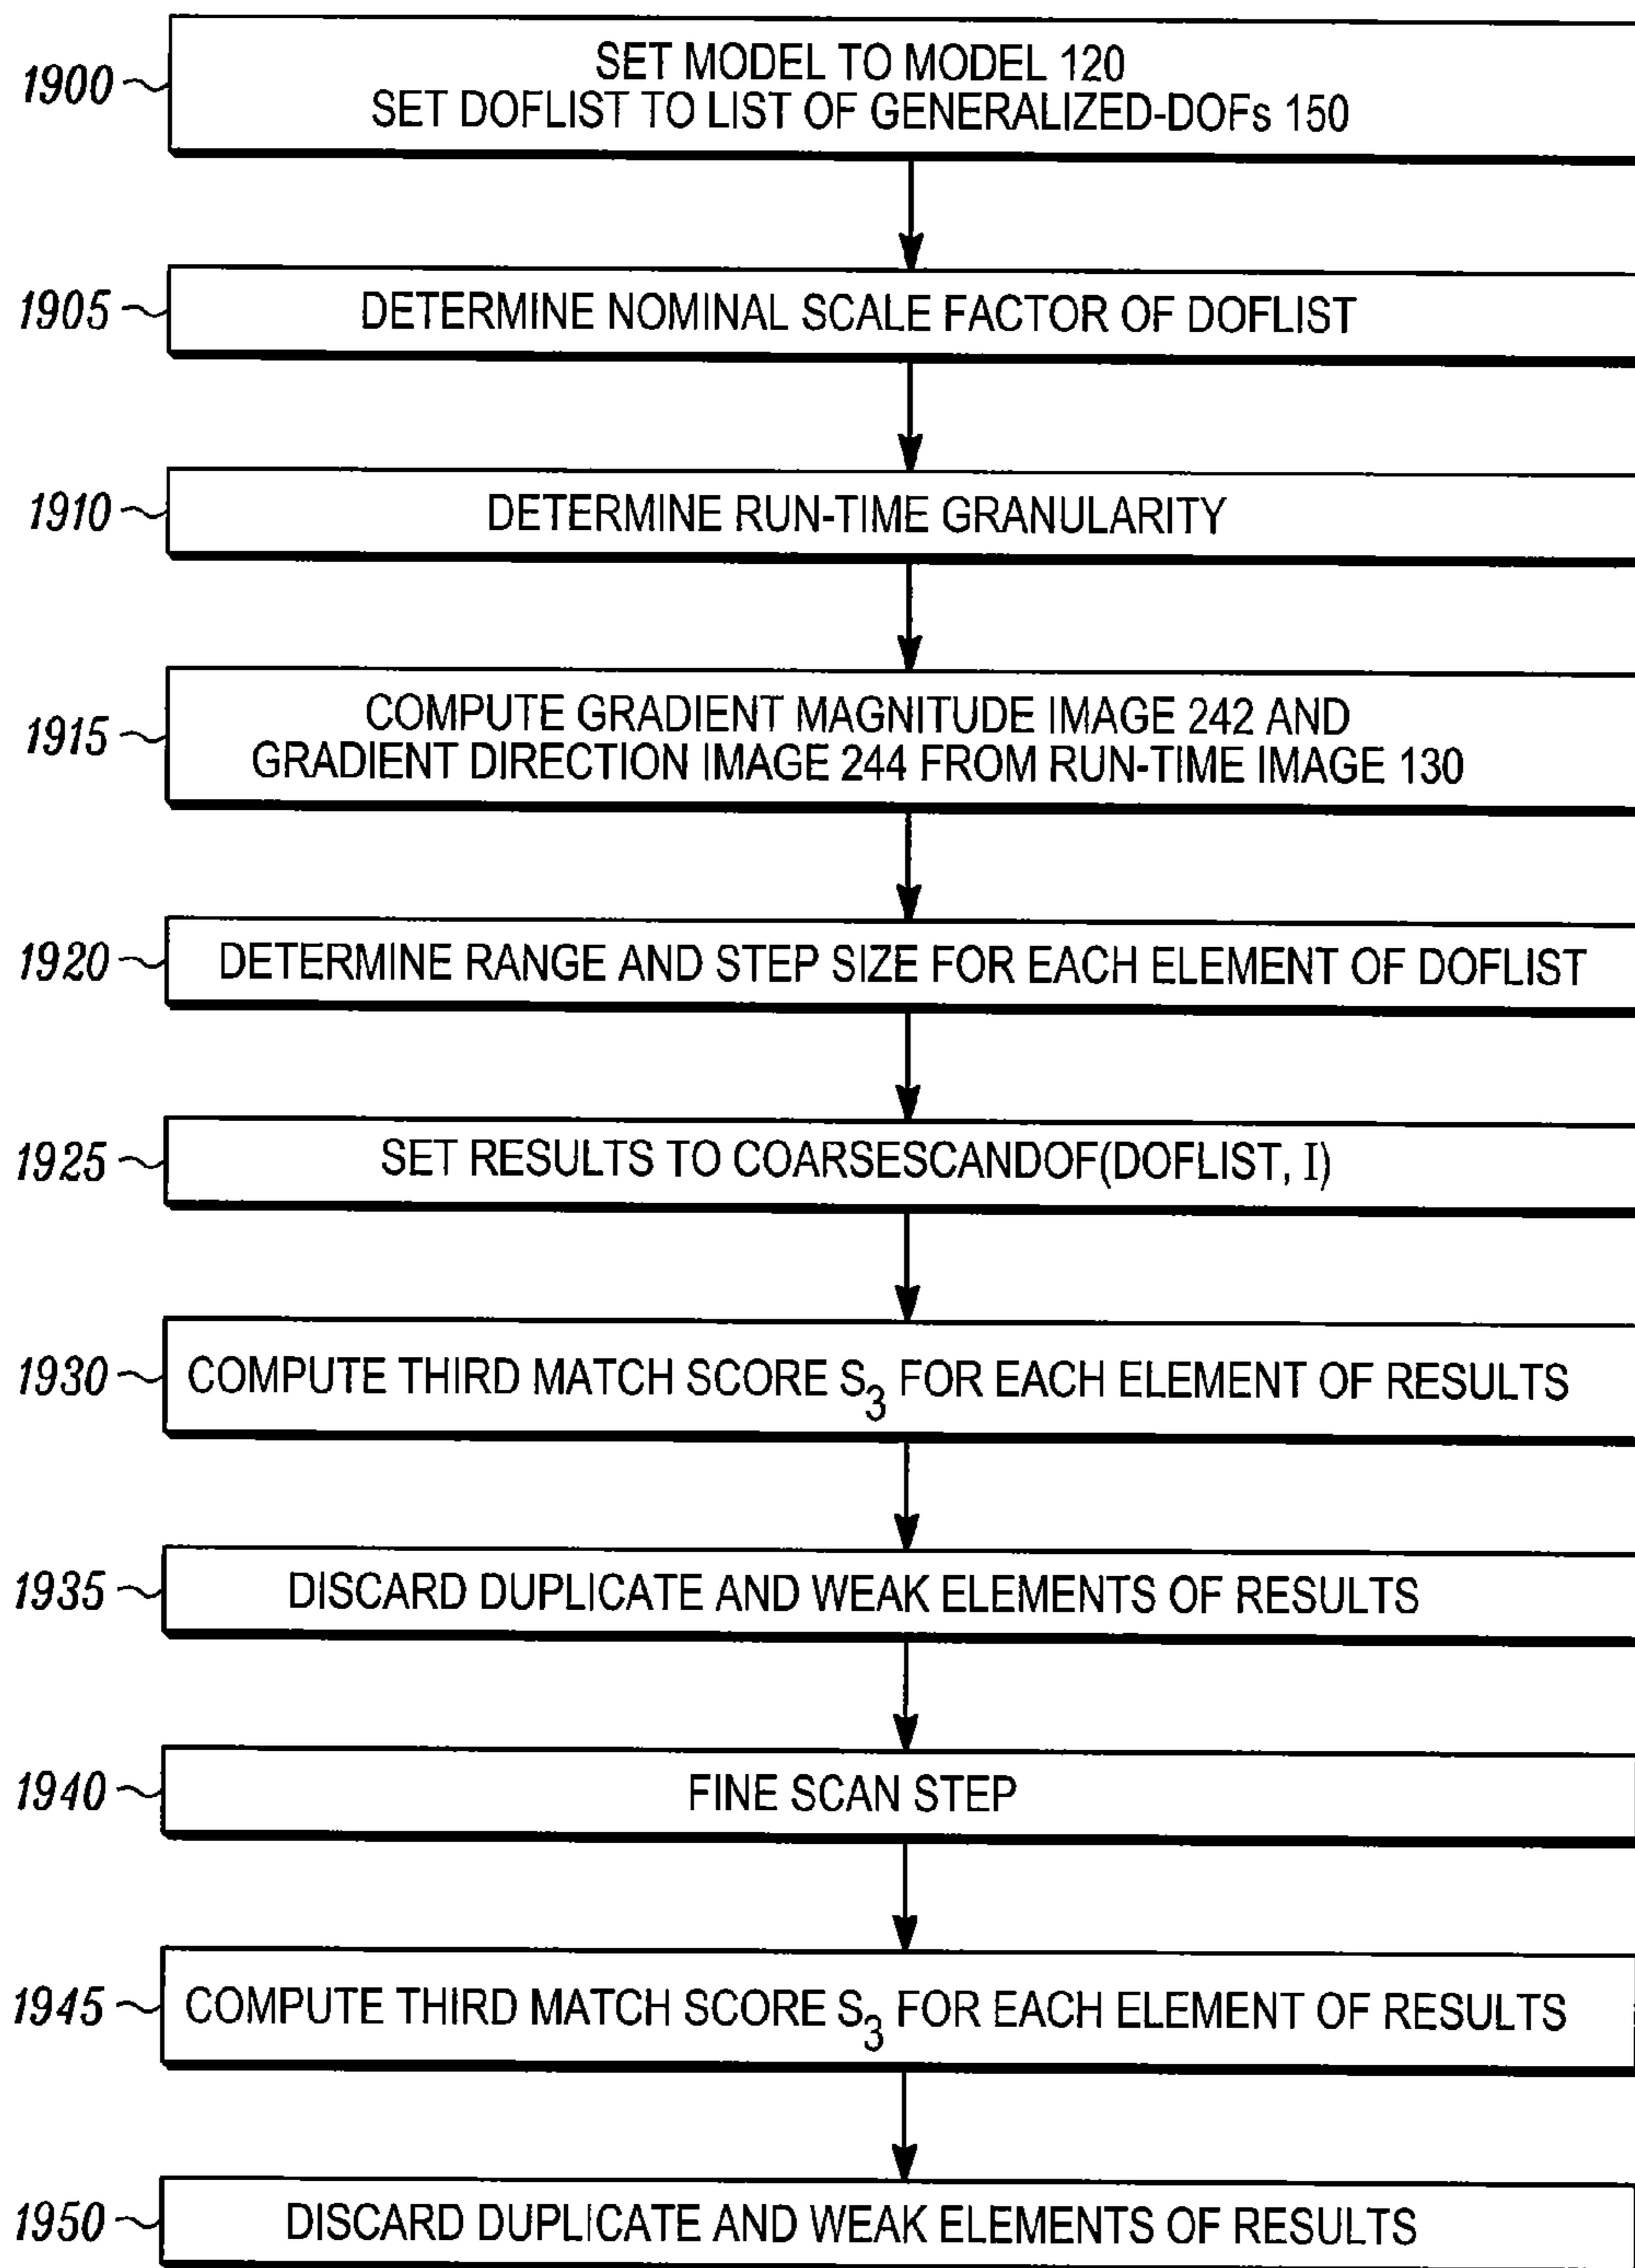 1900
SET MODEL TO MODEL 120
SET DOFLIST TO LIST OF GENERALIZED-DOFs 150
1905
DETERMINE NOMINAL SCALE FACTOR OF DOFLIST
1910
DETERMINE RUN-TIME GRANULARITY
1915
COMPUTE GRADIENT MAGNITUDE IMAGE 242 AND
GRADIENT DIRECTION IMAGE 244 FROM RUN-TIME IMAGE 130
1920
DETERMINE RANGE AND STEP SIZE FOR EACH ELEMENT OF DOFLIST
1925
SET RESULTS TO COARSESCANDOF(DOFLIST, I)
1930
COMPUTE THIRD MATCH SCORE S3 FOR EACH ELEMENT OF RESULTS
1935
DISCARD DUPLICATE AND WEAK ELEMENTS OF RESULTS
1940
FINE SCAN STEP
1945
COMPUTE THIRD MATCH SCORE S3 FOR EACH ELEMENT OF RESULTS
1950
DISCARD DUPLICATE AND WEAK ELEMENTS OF RESULTS